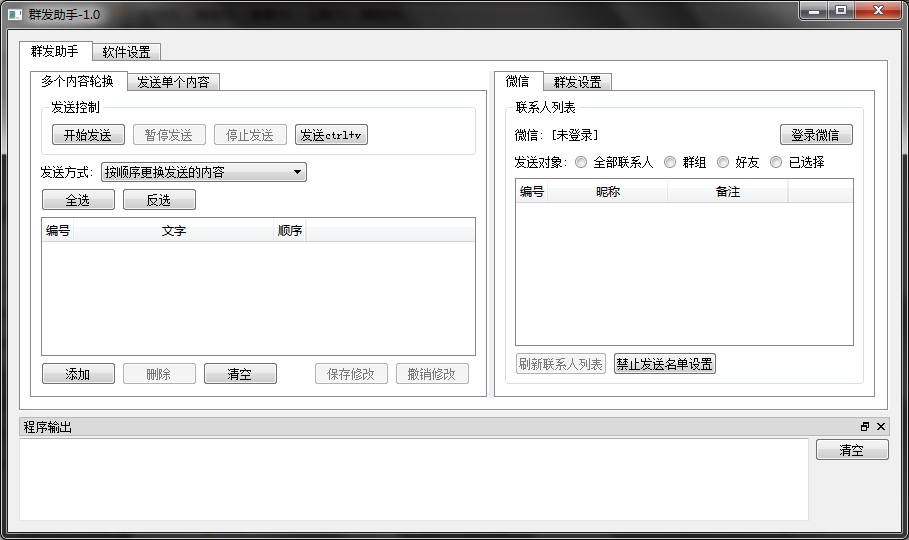 群发助手-1.0
群发助手 软件设置
多个内容轮换 发送单个内容
发送控制
开始发送 暂停发送 停止发送 发送ctrl+v
发送方式: 按顺序更换发送的内容
全选 反选
编号 文字 顺序
添加 删除 清空 保存修改 撤销修改
微信 群发设置
联系人列表
微信: [未登录] 登录微信
发送对象: 全部联系人 群组 好友 已选择
编号 昵称 备注
刷新联系人列表 禁止发送名单设置
程序输出
清空